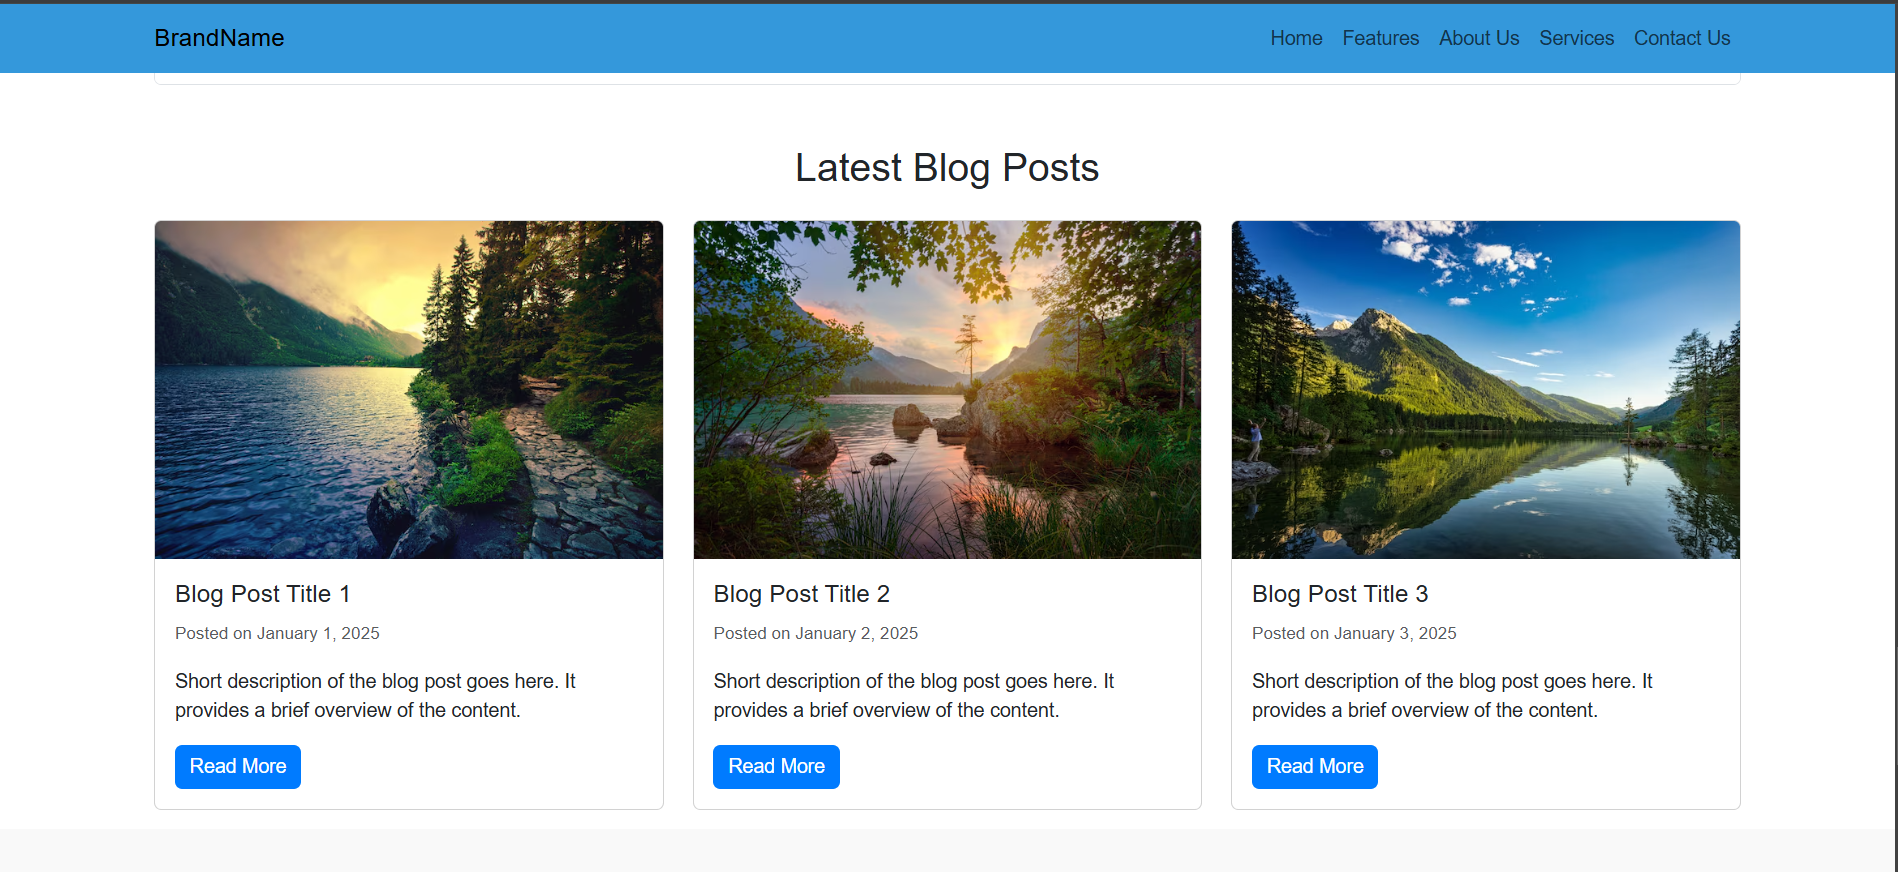 BrandName
Home
Features
About Us
Services
Contact Us
Latest Blog Posts
Blog Post Title 1
Posted on January 1, 2025
Short description of the blog post goes here. It
provides a brief overview of the content.
Read More
Blog Post Title 2
Posted on January 2, 2025
Short description of the blog post goes here. It
provides a brief overview of the content.
Read More
Blog Post Title 3
Posted on January 3, 2025
Short description of the blog post goes here. It
provides a brief overview of the content.
Read More